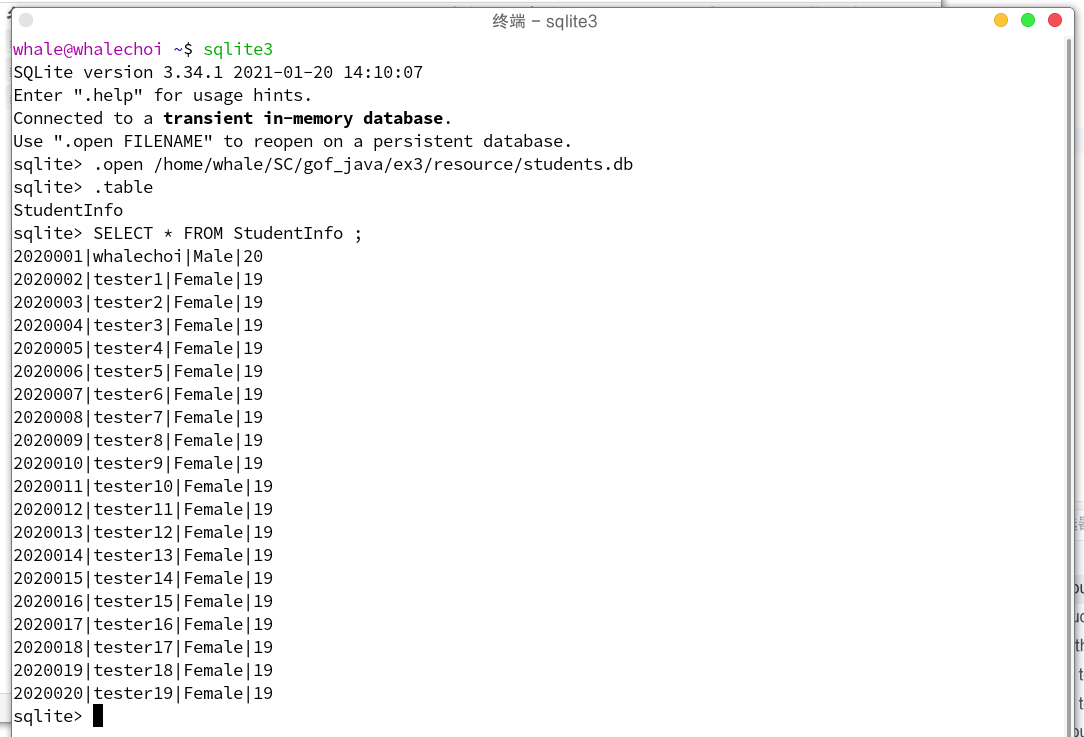 终端 – sqlite3
whale@whalechoi ~$ sqlite3
SQLite version 3.34.1 2021-01-20 14:10:07
Enter ".help" for usage hints.
Connected to a transient in-memory database.
Use ".open FILENAME" to reopen on a persistent database.
sqlite> .open /home/whale/SC/gof_java/ex3/resource/students.db
sqlite> .table
StudentInfo
sqlite> SELECT * FROM StudentInfo ;
2020001|whalechoi|Male|20
2020002|tester1|Female|19
2020003|tester2|Female|19
2020004|tester3|Female|19
2020005|tester4|Female|19
2020006|tester5|Female|19
2020007|tester6|Female|19
2020008|tester7|Female|19
2020009|tester8|Female|19
2020010|tester9|Female|19
2020011|tester10|Female|19
2020012|tester11|Female|19
2020013|tester12|Female|19
2020014|tester13|Female|19
2020015|tester14|Female|19
2020016|tester15|Female|19
2020017|tester16|Female|19
2020018|tester17|Female|19
2020019|tester18|Female|19
2020020|tester19|Female|19
sqlite>